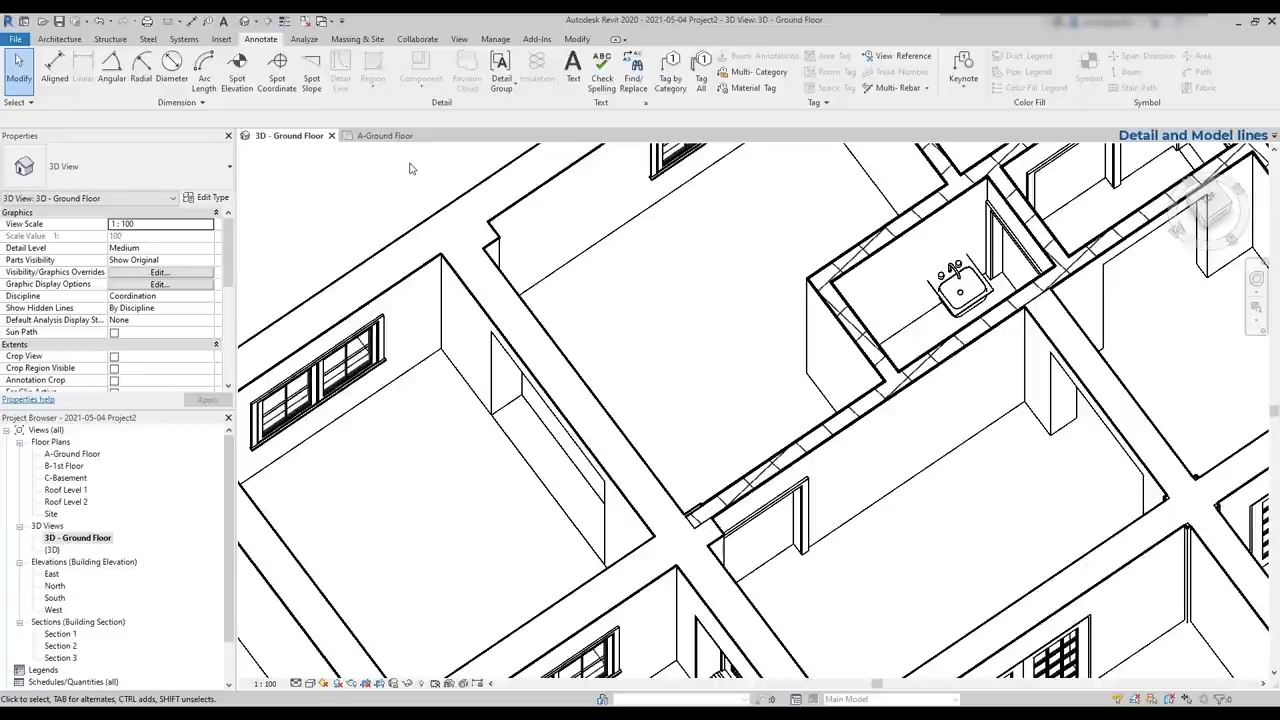 Autodesk Revit 2020 - 2021-05-04 Project2 - 3D View: 3D - Ground Floor
File Architecture Structure Steel Systems Insert Annotate Analyze Massing & Site Collaborate View Manage Add-Ins Modify
Modify
Aligned Linear Angular Radial Diameter Arc Length Spot Elevation Spot Coordinate Spot Slope
Detail Line Region Component Revision Cloud Detail Group Insulation
Text Check Spelling Find/ Replace
Tag by Category Tag All
Beam Annotations
Multi- Category
Material Tag
Area Tag
Room Tag
Space Tag
View Reference
Tread Number
Multi- Rebar
Keynote
Duct Legend
Pipe Legend
Color Fill Legend
Symbol
Span Direction
Beam
Stair Path
Area
Path
Fabric
Select Dimension Detail Text Tag Color Fill Symbol
Properties
3D - Ground Floor A-Ground Floor
Detail and Model lines
3D View
3D View: 3D - Ground Floor Edit Type
Graphics
View Scale 1 : 100
Scale Value 1: 100
Detail Level Medium
Parts Visibility Show Original
Visibility/Graphics Overrides Edit...
Graphic Display Options Edit...
Discipline Coordination
Show Hidden Lines By Discipline
Default Analysis Display St... None
Sun Path
Extents
Crop View
Crop Region Visible
Annotation Crop
Properties help Apply
Project Browser - 2021-05-04 Project2
Views (all)
Floor Plans
A-Ground Floor
B-1st Floor
C-Basement
Roof Level 1
Roof Level 2
Site
3D Views
3D - Ground Floor
{3D}
Elevations (Building Elevation)
East
North
South
West
Sections (Building Section)
Section 1
Section 2
Section 3
Legends
Schedules/Quantities (all)
1 : 100
Click to select, TAB for alternates, CTRL adds, SHIFT unselects.
:0
Main Model
:0